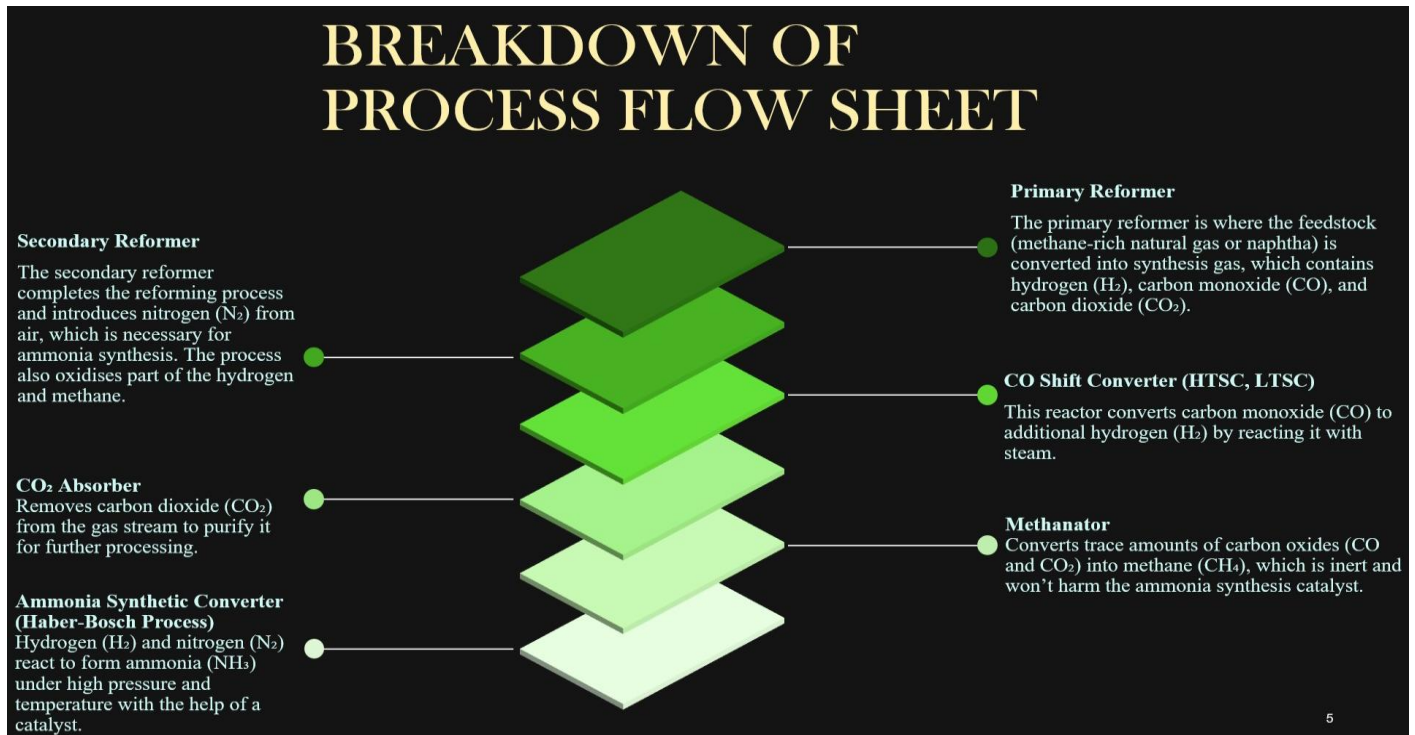 BREAKDOWN OF
PROCESS FLOW SHEET
Primary Reformer
The primary reformer is where the feedstock
(methane-rich natural gas or naphtha) is
converted into synthesis gas, which contains
hydrogen (H₂), carbon monoxide (CO), and
carbon dioxide (CO₂).
Secondary Reformer
The secondary reformer
completes the reforming process
and introduces nitrogen (N₂) from
air, which is necessary for
ammonia synthesis. The process
also oxidises part of the hydrogen
and methane.
CO Shift Converter (HTSC, LTSC)
This reactor converts carbon monoxide (CO) to
additional hydrogen (H₂) by reacting it with
steam.
CO₂ Absorber
Removes carbon dioxide (CO₂)
from the gas stream to purify it
for further processing.
Methanator
Converts trace amounts of carbon oxides (CO
and CO₂) into methane (CH₄), which is inert and
won’t harm the ammonia synthesis catalyst.
Ammonia Synthetic Converter
(Haber-Bosch Process)
Hydrogen (H₂) and nitrogen (N₂)
react to form ammonia (NH₃)
under high pressure and
temperature with the help of a
catalyst.
5